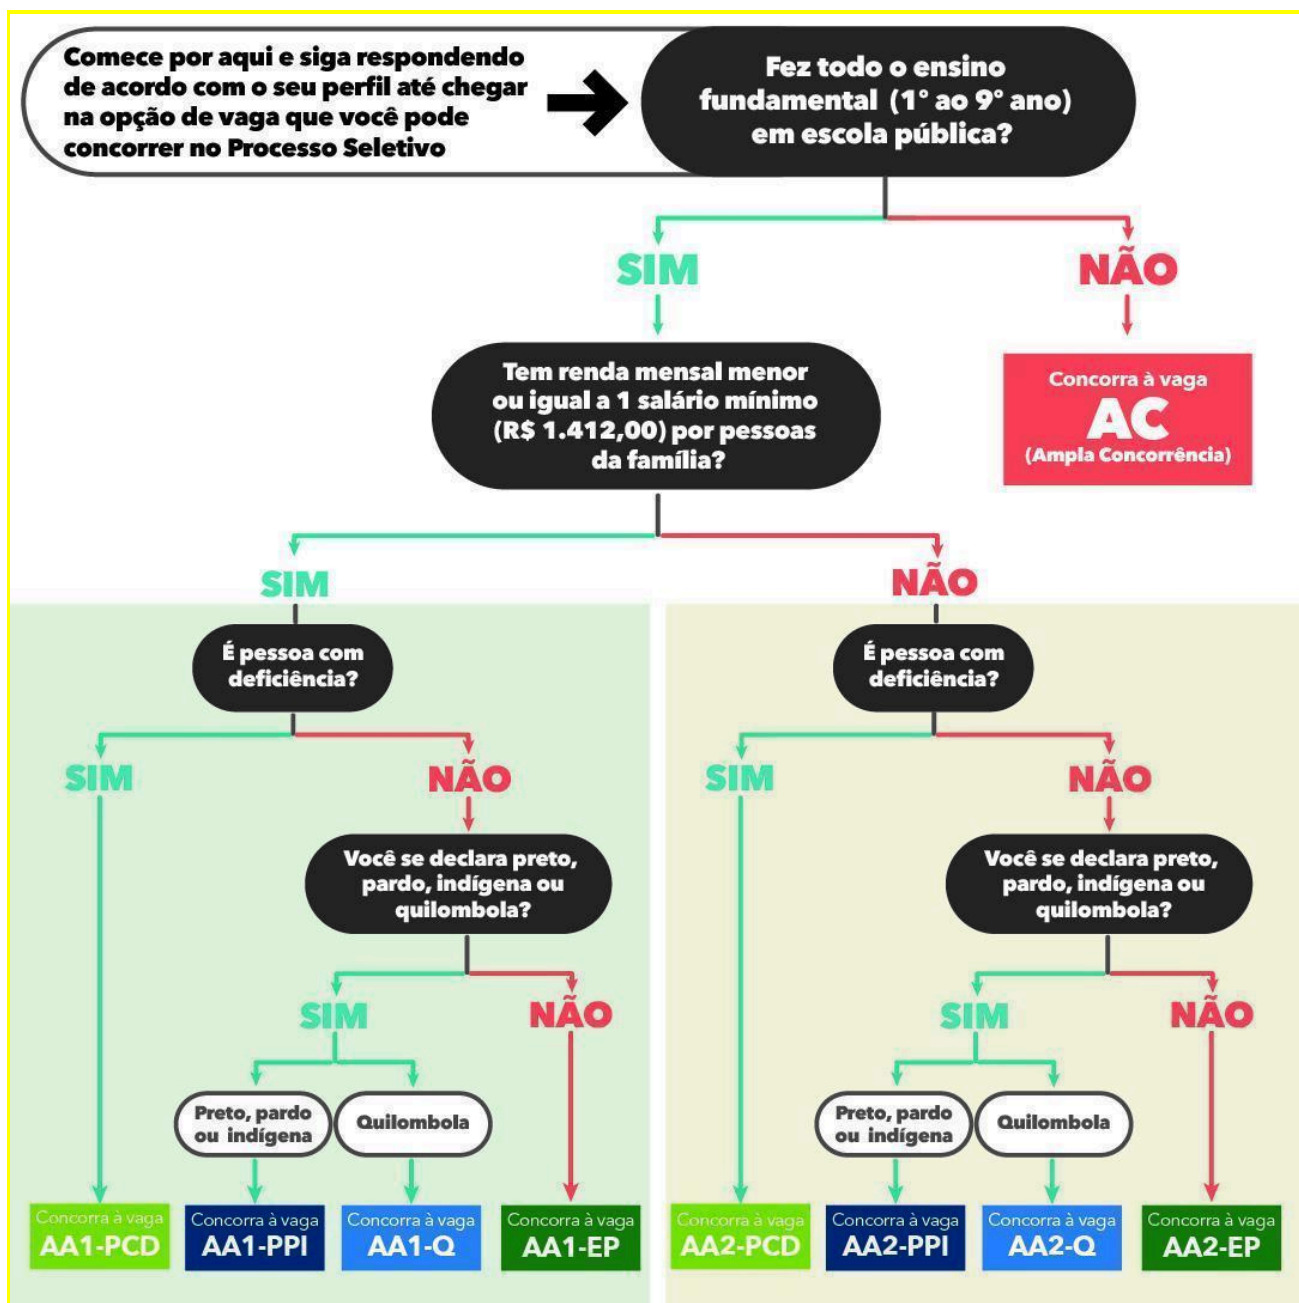 Comece por aqui e siga respondendo
de acordo com o seu perfil até chegar
na opção de vaga que você pode
concorrer no Processo Seletivo
Fez todo o ensino
fundamental (1º ao 9º ano)
em escola pública?
SIM
NÃO
Tem renda mensal menor
ou igual a 1 salário mínimo
(R$ 1.412,00) por pessoas
da família?
Concorra à vaga
AC
(Ampla Concorrência)
SIM
NÃO
É pessoa com
deficiência?
É pessoa com
deficiência?
SIM
NÃO
SIM
NÃO
Você se declara preto,
pardo, indígena ou
quilombola?
Você se declara preto,
pardo, indígena ou
quilombola?
SIM
NÃO
SIM
NÃO
Preto, pardo
ou indígena
Quilombola
Preto, pardo
ou indígena
Quilombola
Concorra à vaga
AA1-PCD
Concorra à vaga
AA1-PPI
Concorra à vaga
AA1-Q
Concorra à vaga
AA1-EP
Concorra à vaga
AA2-PCD
Concorra à vaga
AA2-PPI
Concorra à vaga
AA2-Q
Concorra à vaga
AA2-EP